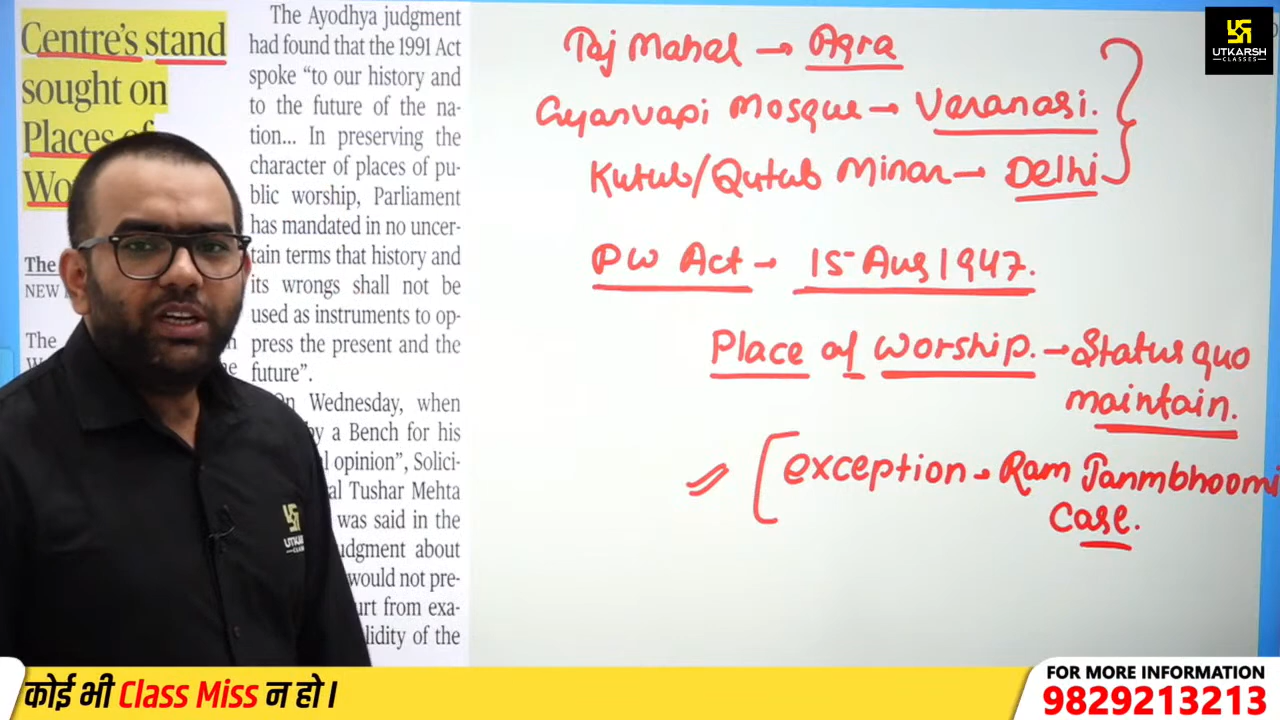 Centre's stand
sought on
Places of
The
NEW
The
The Ayodhya judgment
had found that the 1991 Act
spoke “to our history and
to the future of the na-
tion... In preserving the
character of places of pu-
blic worship, Parliament
has mandated in no uncer-
tain terms that history and
its wrongs shall not be
used as instruments to op-
press the present and the
future”.
On Wednesday, when
by a Bench for his
opinion”, Solici-
Tushar Mehta
was said in the
about
would not pre-
from exa-
of the
Taj Mahal → Agra
Gyanvapi Mosque → Varanasi.
Kutub/Qutub Minar → Delhi
PW Act → 15 Aug 1947.
Place of Worship. → Status quo
maintain.
exception → Ram Janmbhoomi
Case.
UTKARSH
CLASSES
UTKARSH
कोई भी Class Miss न हो।
FOR MORE INFORMATION
9829213213